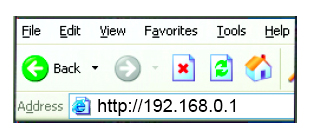 File Edit View Favorites Tools Help
Back
Address http://192.168.0.1